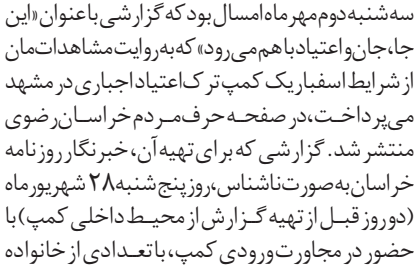 سه‌شنبه دوم مهرماه امسال بود که گزارشی با عنوان «این
جا، جان و اعتیاد با هم می‌رود» که به روایت مشاهدات‌مان
از شرایط اسفبار یک کمپ ترک اعتیاد اجباری در مشهد
می‌پرداخت، در صفحه حرف مردم خراسان رضوی
منتشر شد. گزارشی که برای تهیه آن، خبرنگار روزنامه
خراسان به صورت ناشناس، روز پنج شنبه ۲۸ شهریورماه
(دو روز قبل از تهیه گزارش از محیط داخلی کمپ) با
حضور در مجاورت ورودی کمپ، با تعدادی از خانواده